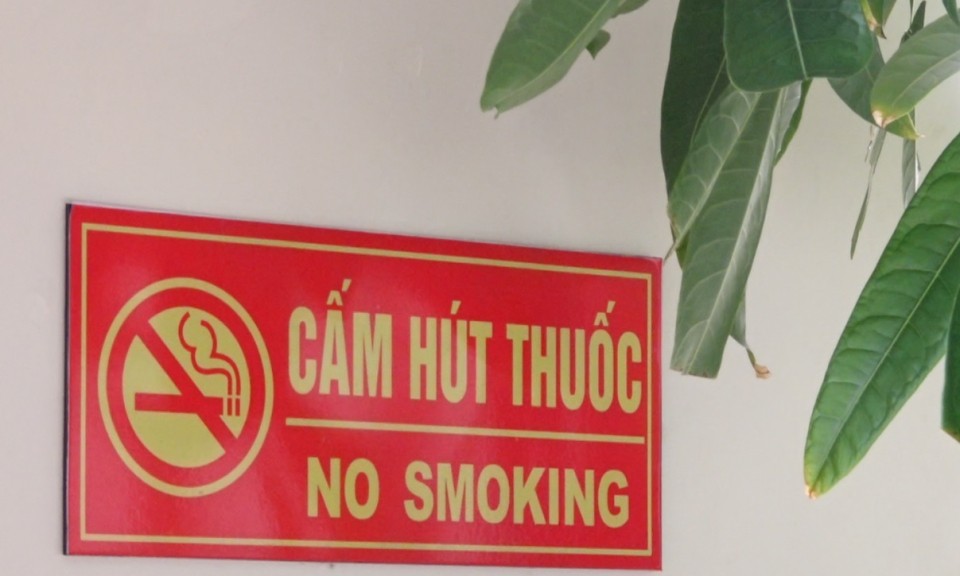 CẤM HÚT THUỐC
NO SMOKING